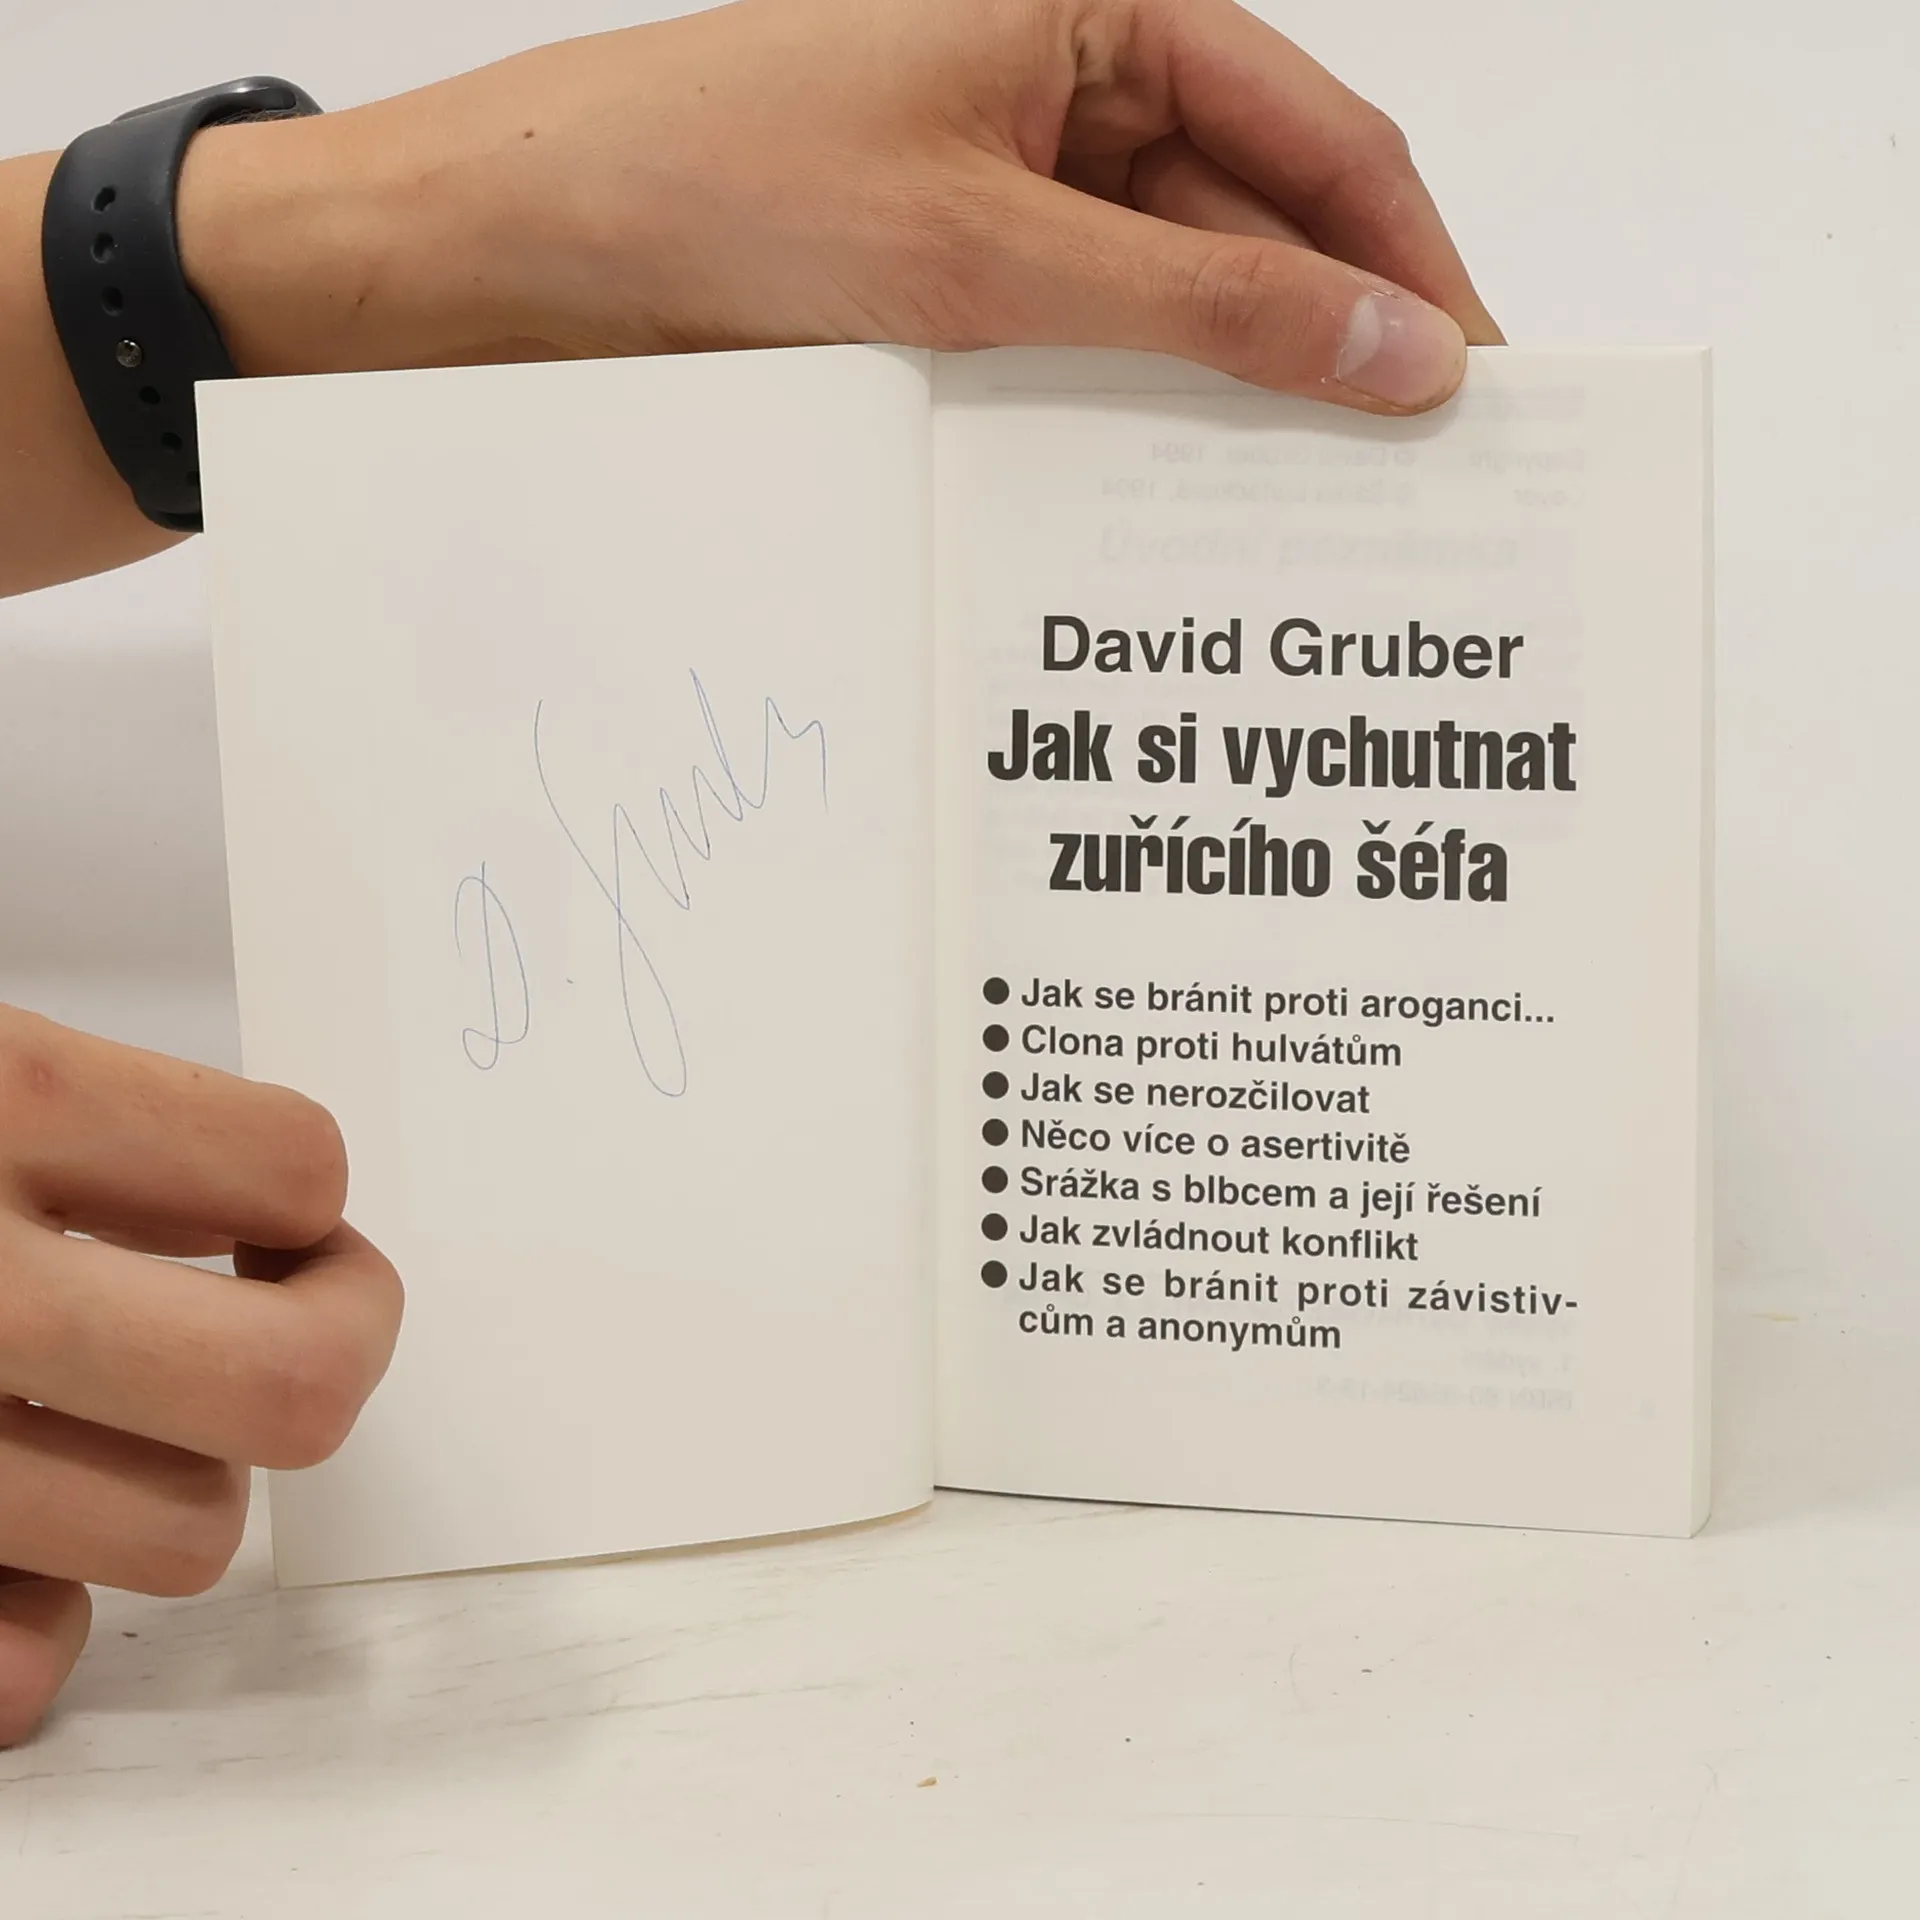 D. Gruber
David Gruber
Jak si vychutnat
zuřícího šéfa
● Jak se bránit proti aroganci...
● Clona proti hulvátům
● Jak se nerozčilovat
● Něco více o asertivitě
● Srážka s blbcem a její řešení
● Jak zvládnout konflikt
● Jak se bránit proti závistiv-
cům a anonymům